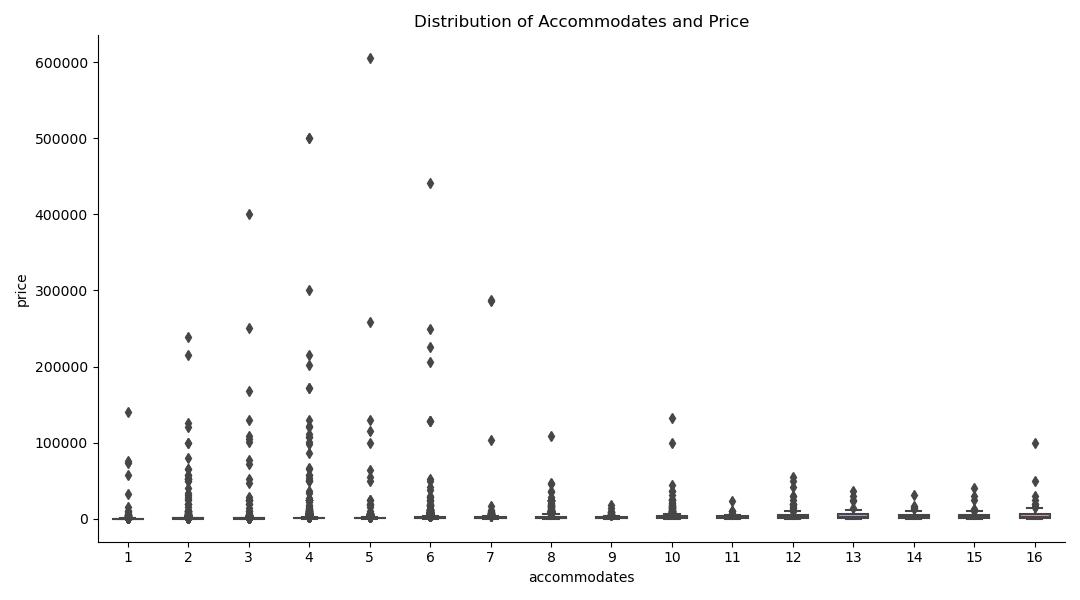 Distribution of Accommodates and Price
600000
500000
400000
300000
200000
100000
0
price
1 2 3 4 5 6 7 8 9 10 11 12 13 14 15 16
accommodates